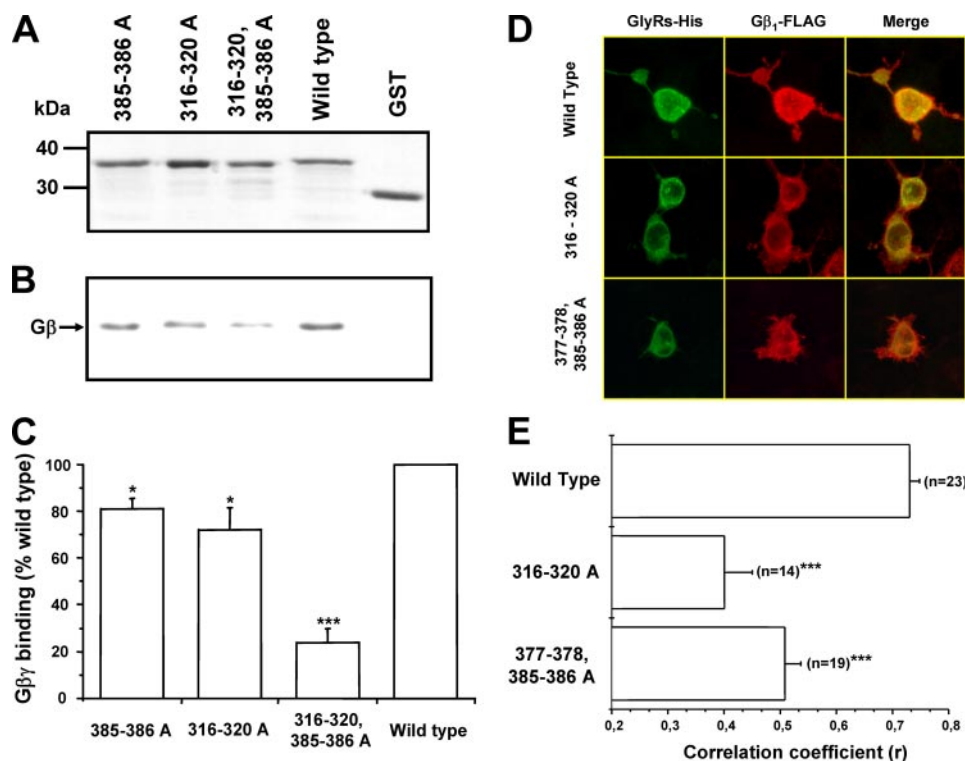 A
kDa
385-386 A
316-320 A
316-320,
385-386 A
Wild type
GST
40
30
B
Gβ
C
Gβγ binding (% wild type)
100
80
60
40
20
0
*
*
***
385-386 A
316-320 A
316-320,
385-386 A
Wild type
D
GlyRs-His
Gβ₁-FLAG
Merge
Wild Type
316 - 320 A
377-378,
385-386 A
E
Wild Type
(n=23)
316-320 A
(n=14)***
377-378,
385-386 A
(n=19)***
0,2
0,3
0,4
0,5
0,6
0,7
0,8
Correlation coefficient (r)